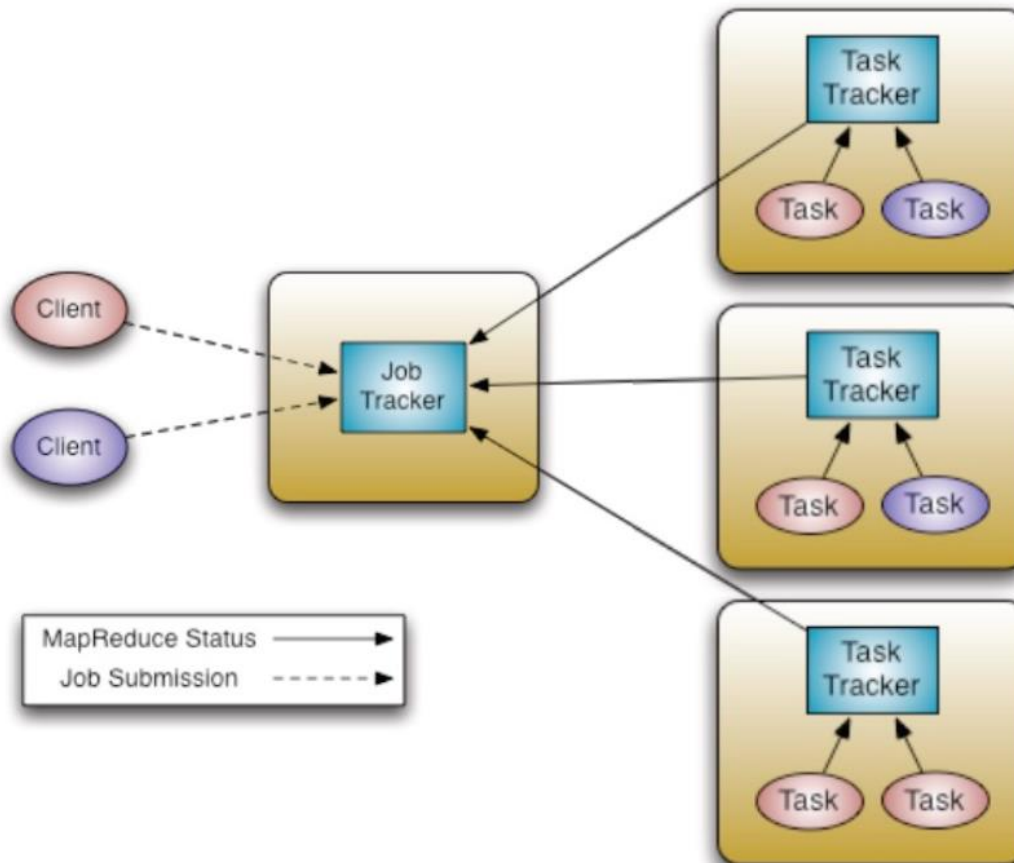 Task
Tracker
Task
Task
Client
Client
Job
Tracker
Task
Tracker
Task
Task
MapReduce Status
Job Submission
Task
Tracker
Task
Task